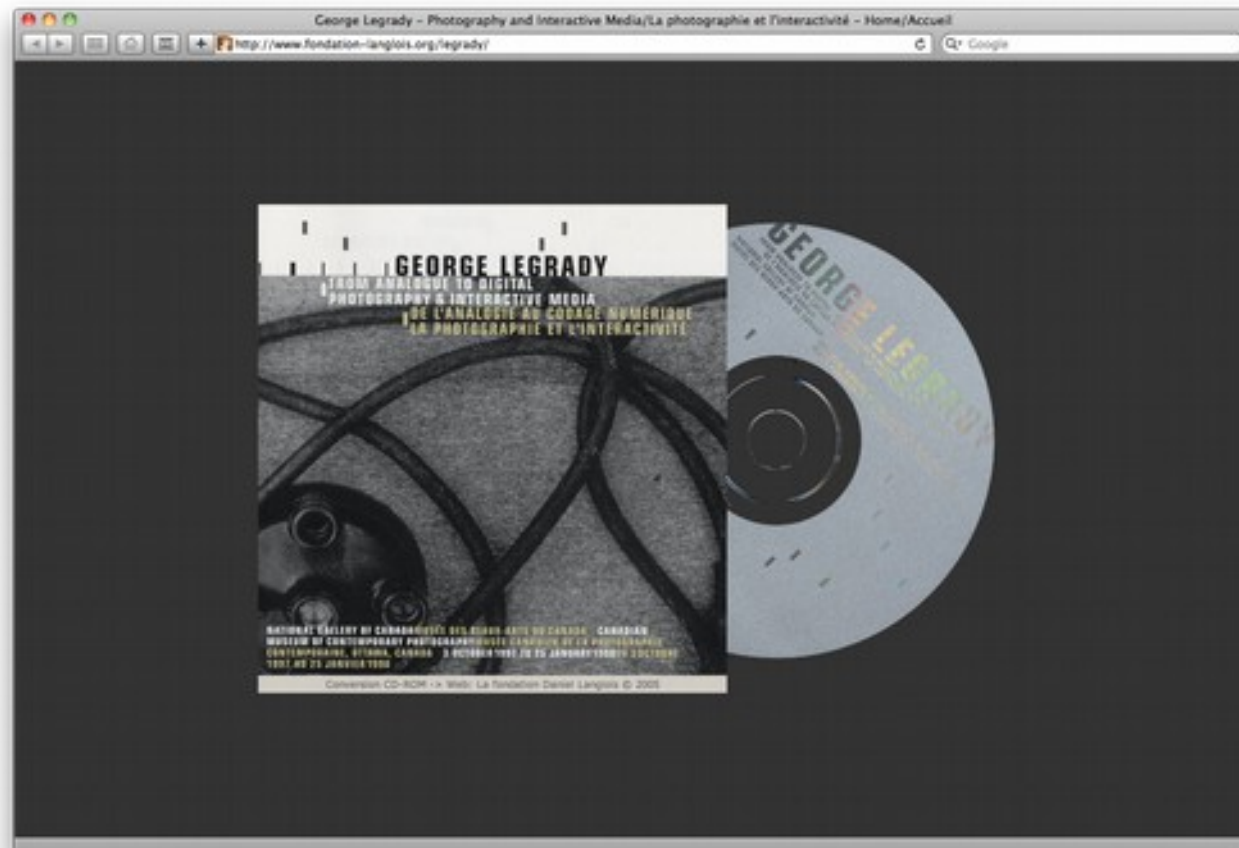 George Legrady - Photography and Interactive Media/La photographie et l'interactivité - Home/Accueil
http://www.fondation-langlois.org/legrady/
Google
GEORGE LEGRADY
FROM ANALOGUE TO DIGITAL
PHOTOGRAPHY & INTERACTIVE MEDIA
DE L'ANALOGIE AU CODAGE NUMÉRIQUE
LA PHOTOGRAPHIE ET L'INTERACTIVITÉ
NATIONAL GALLERY OF CANADA MUSÉE DES BEAUX-ARTS DU CANADA CANADIAN
MUSEUM OF CONTEMPORARY PHOTOGRAPHY MUSÉE CANADIEN DE LA PHOTOGRAPHIE
CONTEMPORAINE, OTTAWA, CANADA 3 OCTOBER 1997 TO 25 JANUARY 1998 3 OCTOBRE
1997 AU 25 JANVIER 1998
Conversion CD-ROM -> Web: La fondation Daniel Langlois © 2005
GEORGE LEGRADY